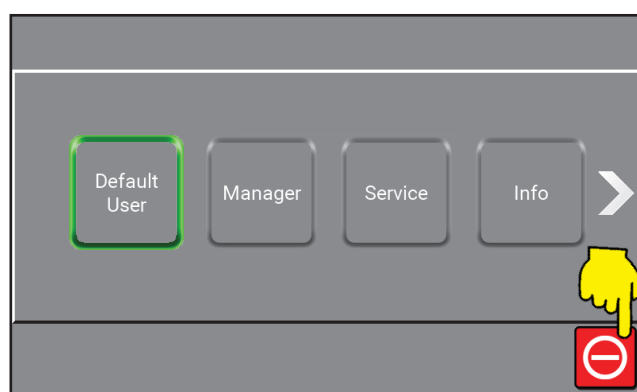 Default
User
Manager
Service
Info